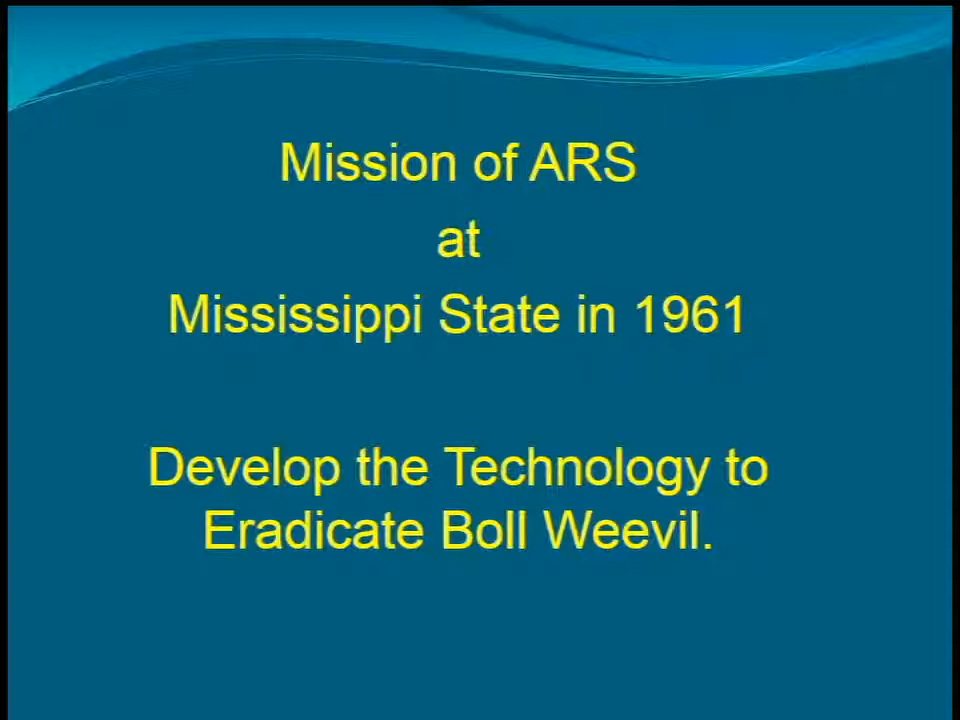 Mission of ARS
at
Mississippi State in 1961
Develop the Technology to
Eradicate Boll Weevil.